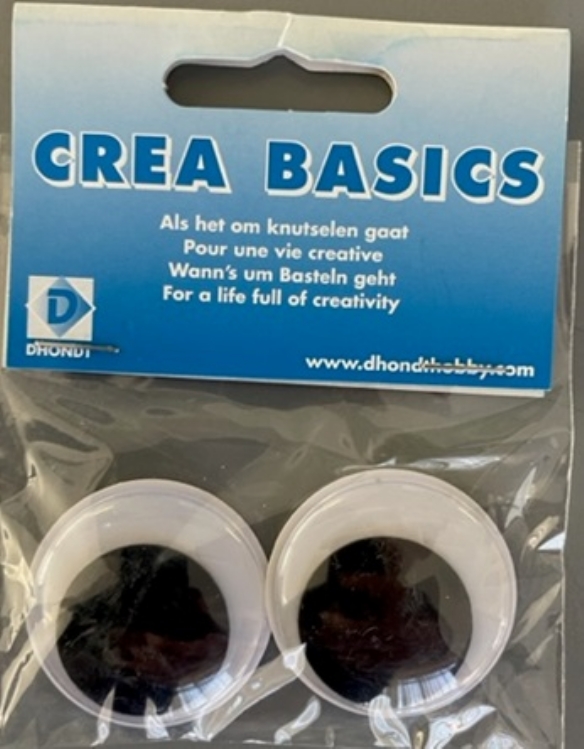 CREA BASICS
Als het om knutselen gaat
Pour une vie creative
Wann's um Basteln geht
For a life full of creativity
D
DHONDT
www.dhondthobby.com